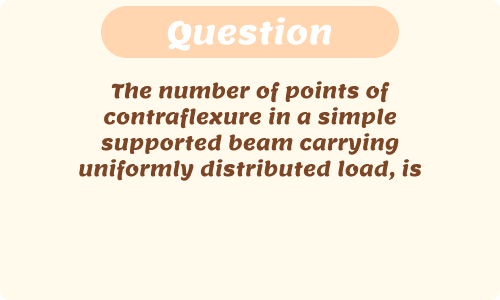 Question
The number of points of
contraflexure in a simple
supported beam carrying
uniformly distributed load, is